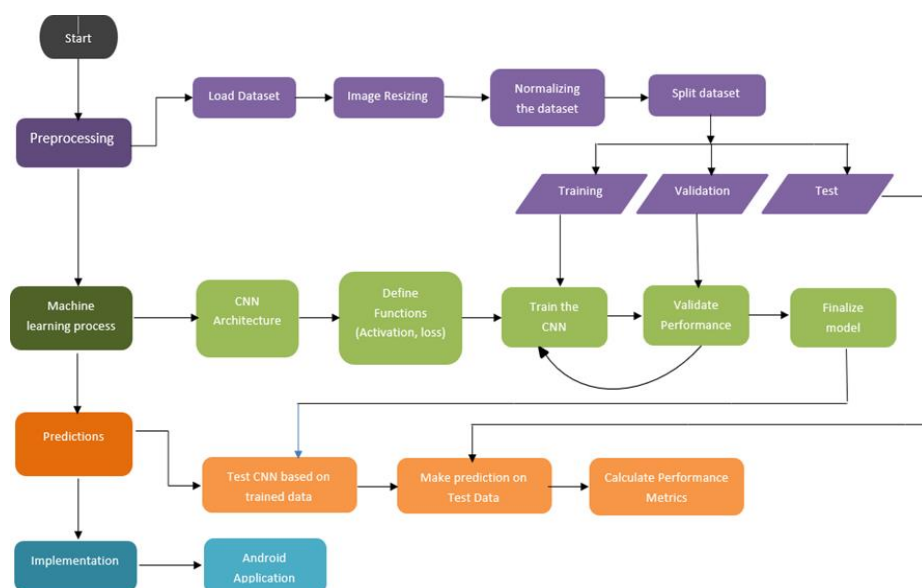 Start
Load Dataset
Image Resizing
Normalizing
the dataset
Split dataset
Preprocessing
Training
Validation
Test
Machine
learning process
CNN
Architecture
Define
Functions
(Activation, loss)
Train the
CNN
Validate
Performance
Finalize
model
Predictions
Test CNN based on
trained data
Make prediction on
Test Data
Calculate Performance
Metrics
Implementation
Android
Application